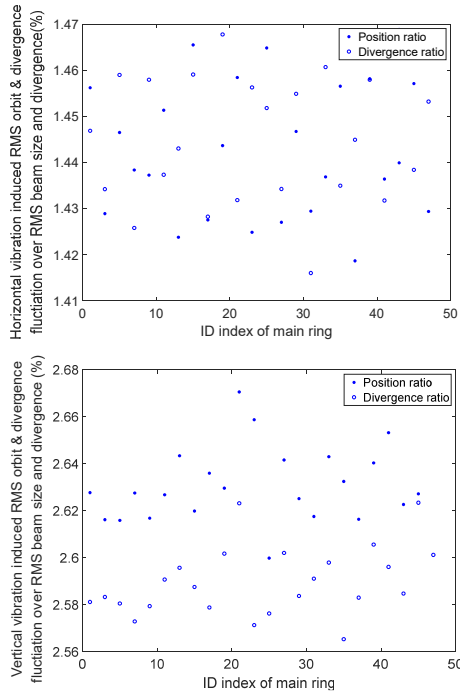 Horizontal vibration induced RMS orbit & divergence
fluctiation over RMS beam size and divergence(%)
1.47
1.46
1.45
1.44
1.43
1.42
1.41
Position ratio
Divergence ratio
0
10
20
30
40
50
ID index of main ring
Vertical vibration induced RMS orbit & divergence
fluctiation over RMS beam size and divergence (%)
2.68
2.66
2.64
2.62
2.6
2.58
2.56
Position ratio
Divergence ratio
0
10
20
30
40
50
ID index of main ring